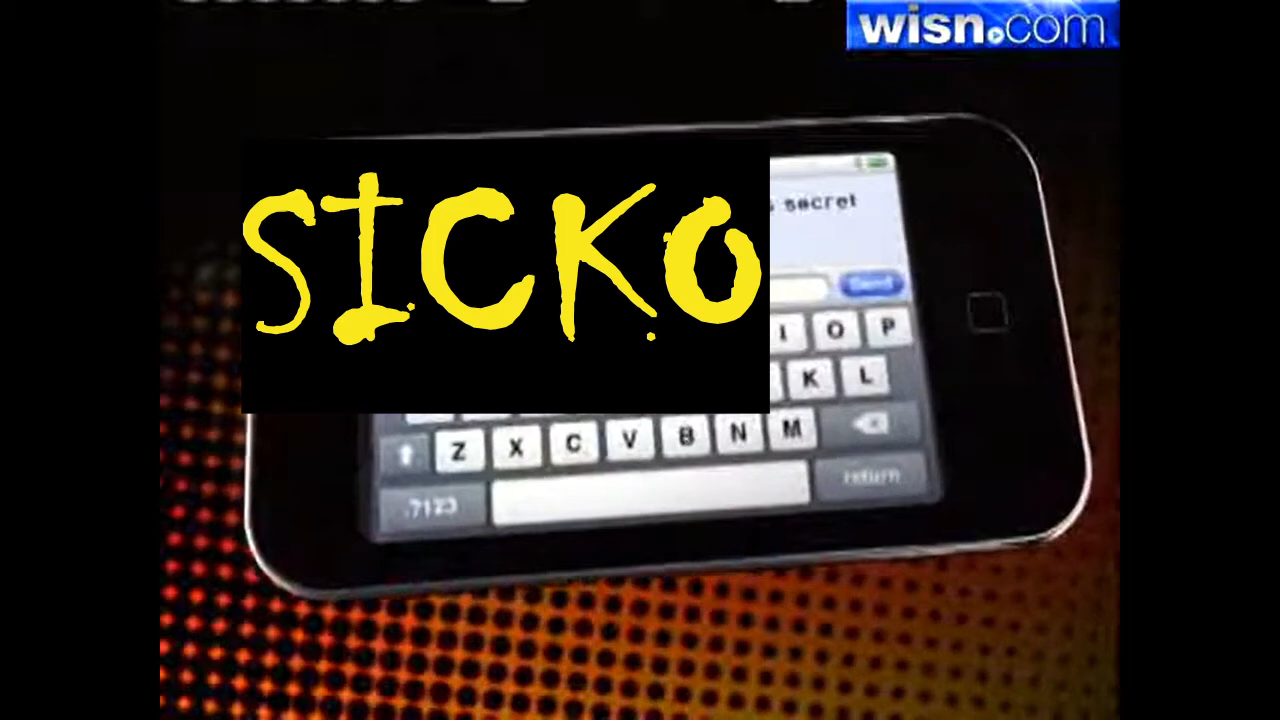 wisn.com
SICKO
secret
Send
I O P
K L
Z X C V B N M
.?123
return